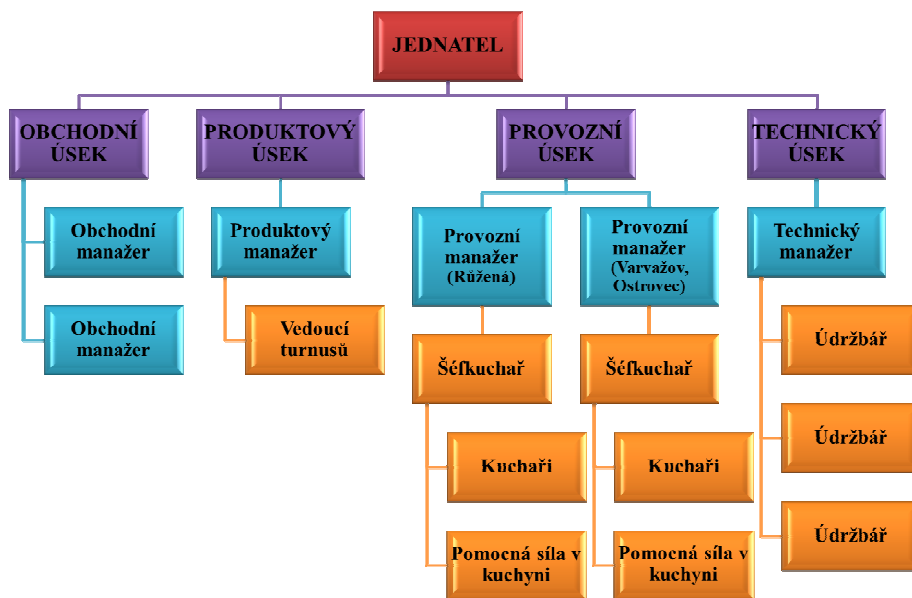 JEDNATEL
OBCHODNÍ
ÚSEK
PRODUKTOVÝ
ÚSEK
PROVOZNÍ
ÚSEK
TECHNICKÝ
ÚSEK
Obchodní
manažer
Obchodní
manažer
Produktový
manažer
Vedoucí
turnusů
Provozní
manažer
(Růžená)
Šéfkuchař
Kuchaři
Pomocná síla v
kuchyni
Provozní
manažer
(Varvažov,
Ostrovec)
Šéfkuchař
Kuchaři
Pomocná síla v
kuchyni
Technický
manažer
Údržbář
Údržbář
Údržbář